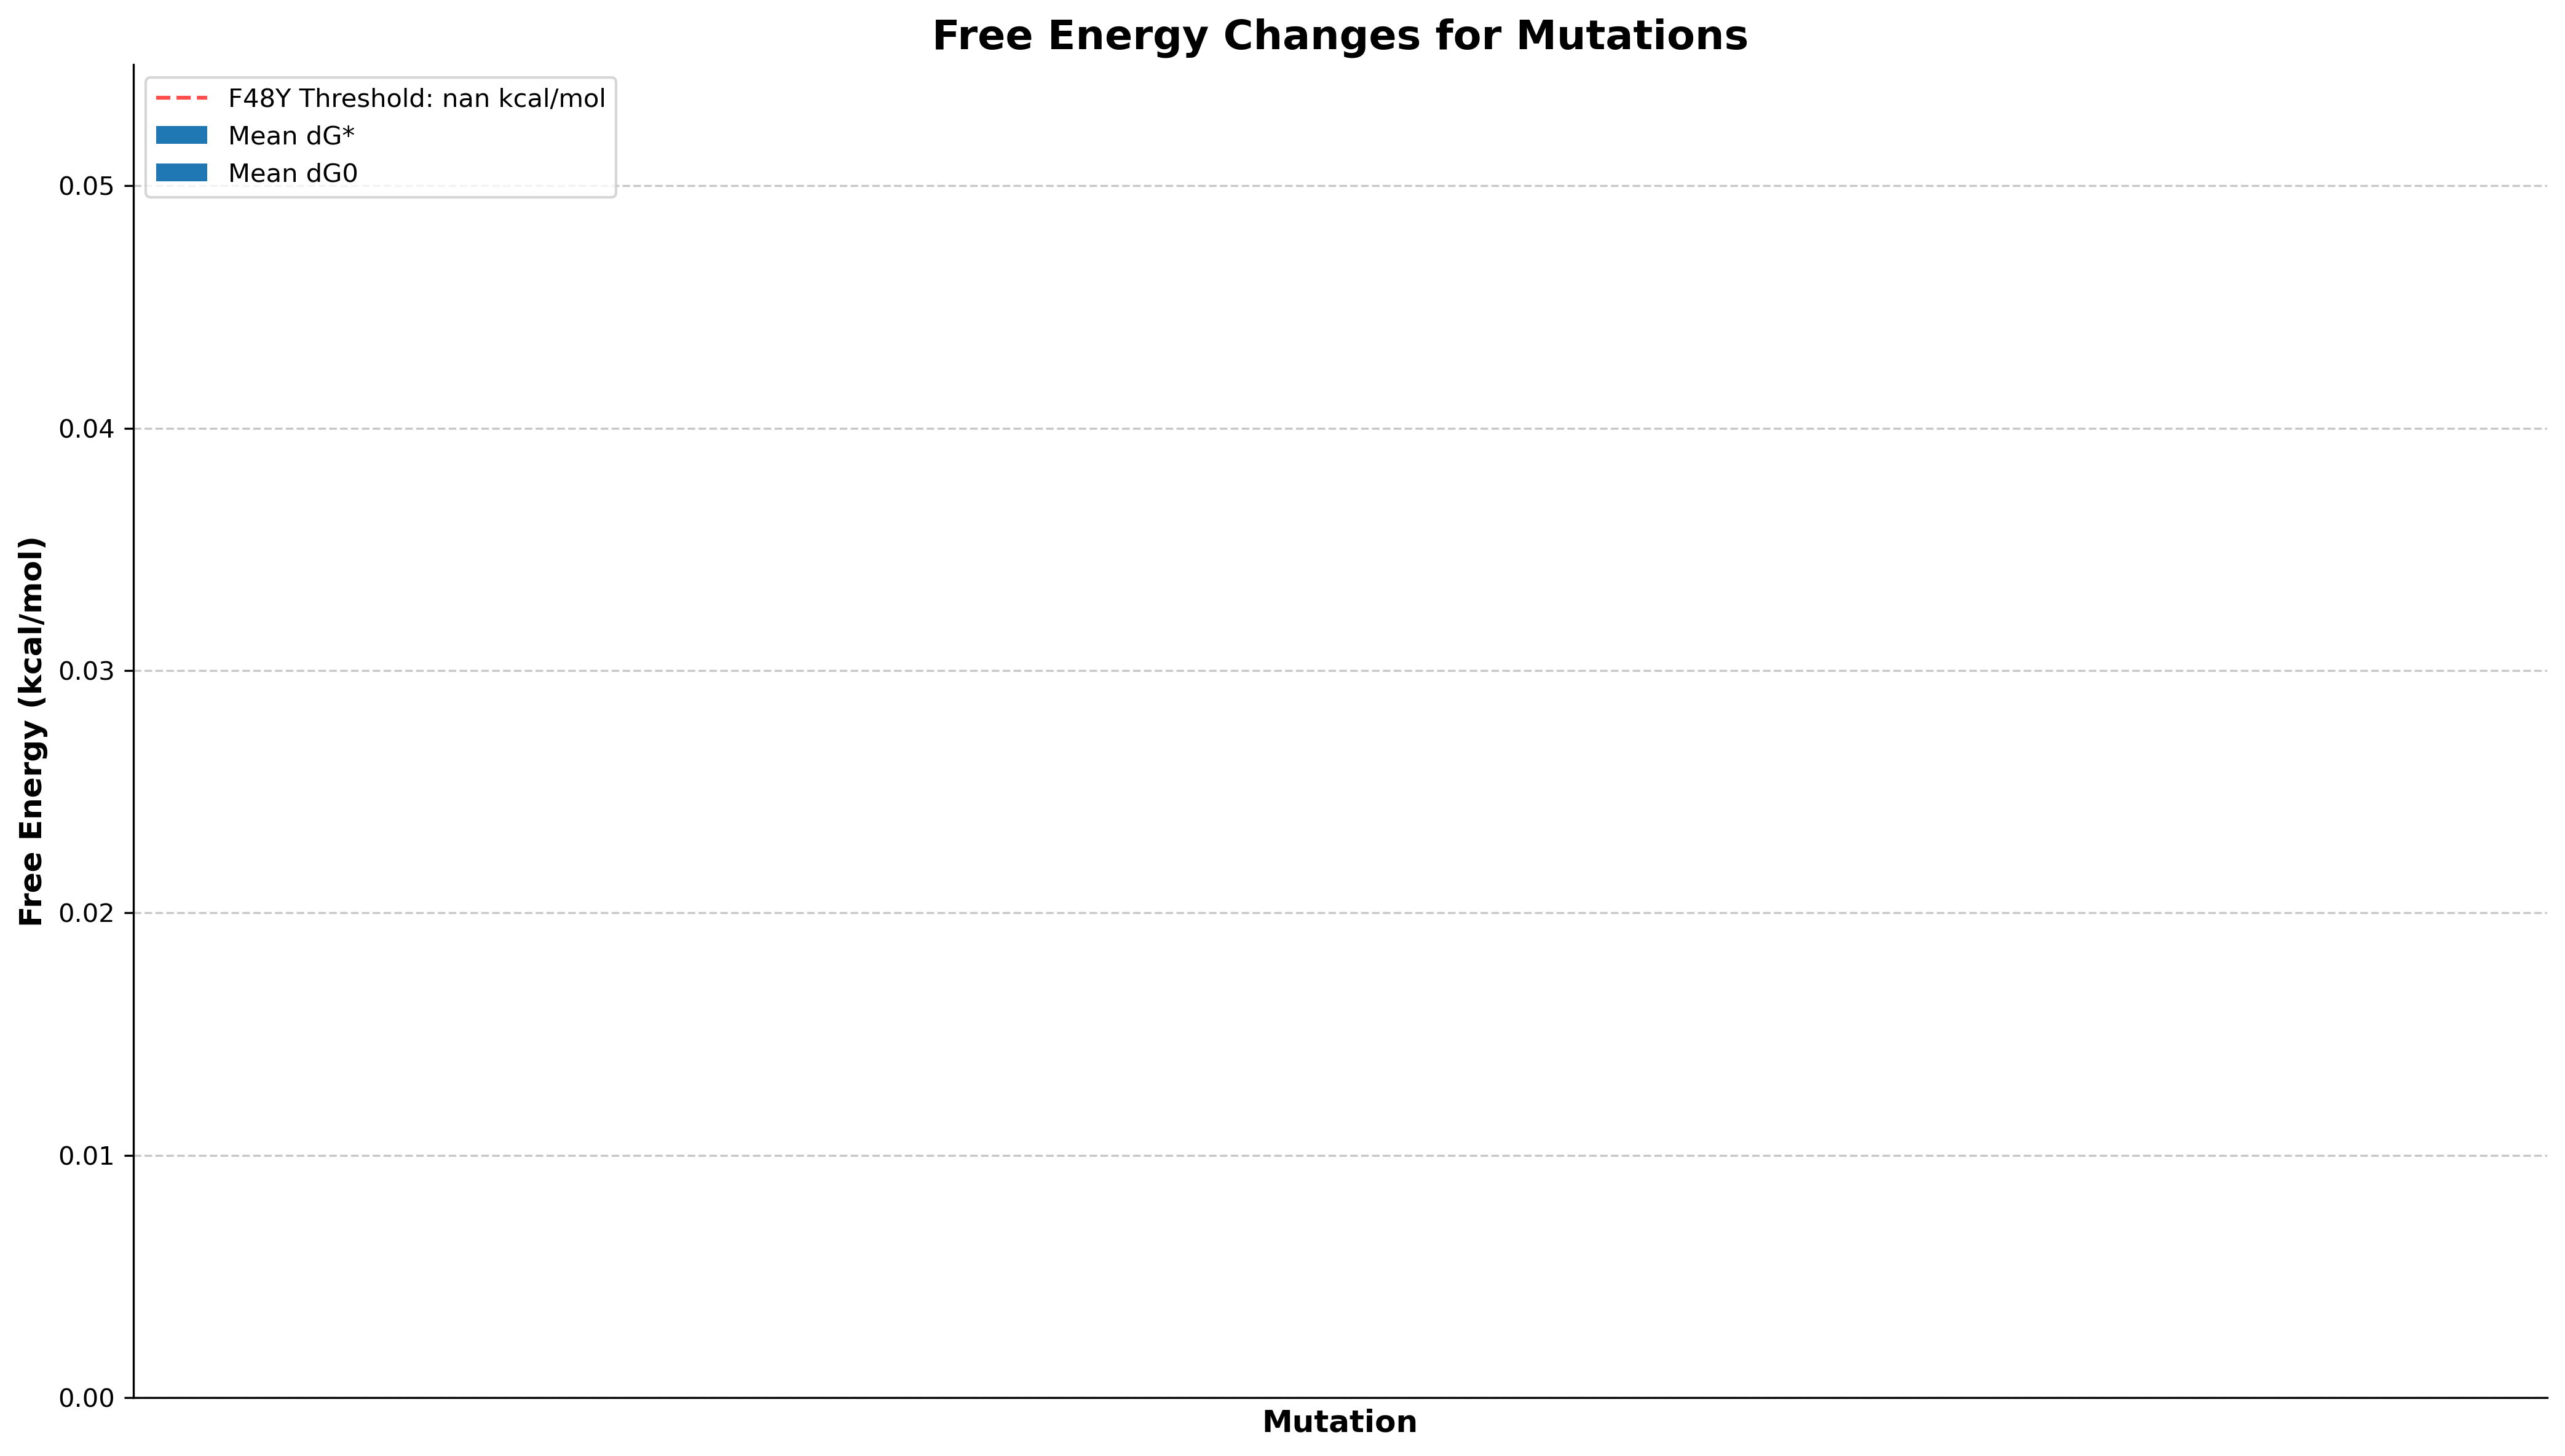 Free Energy Changes for Mutations
F48Y Threshold: nan kcal/mol
Mean dG*
Mean dG0
0.05
0.04
0.03
0.02
0.01
0.00
Free Energy (kcal/mol)
Mutation